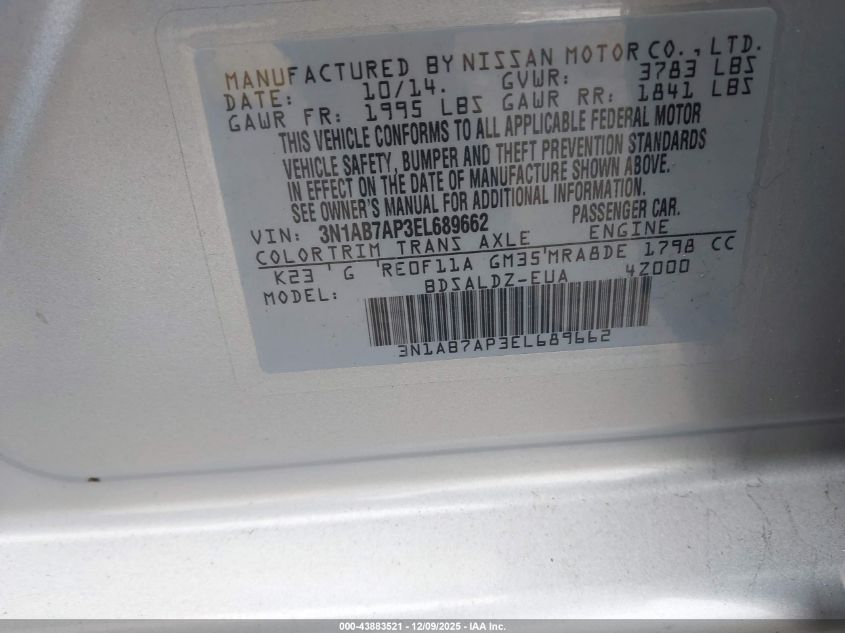 MANUFACTURED BY NISSAN MOTOR CO., LTD.
DATE: 10/14. GVWR: 3783 LBS
GAWR FR: 1995 LBS GAWR RR: 1841 LBS
THIS VEHICLE CONFORMS TO ALL APPLICABLE FEDERAL MOTOR
VEHICLE SAFETY, BUMPER AND THEFT PREVENTION STANDARDS
IN EFFECT ON THE DATE OF MANUFACTURE SHOWN ABOVE.
SEE OWNER'S MANUAL FOR ADDITIONAL INFORMATION.
VIN: 3N1AB7AP3EL689662 PASSENGER CAR.
COLOR TRIM TRANS AXLE ENGINE
K23 ' G 'RE0F11A GM35'MRA8DE 1798 CC
MODEL: BDSALDZ-EUA 4Z000
3N1AB7AP3EL689662
000-43883521 - 12/09/2025 - IAA Inc.